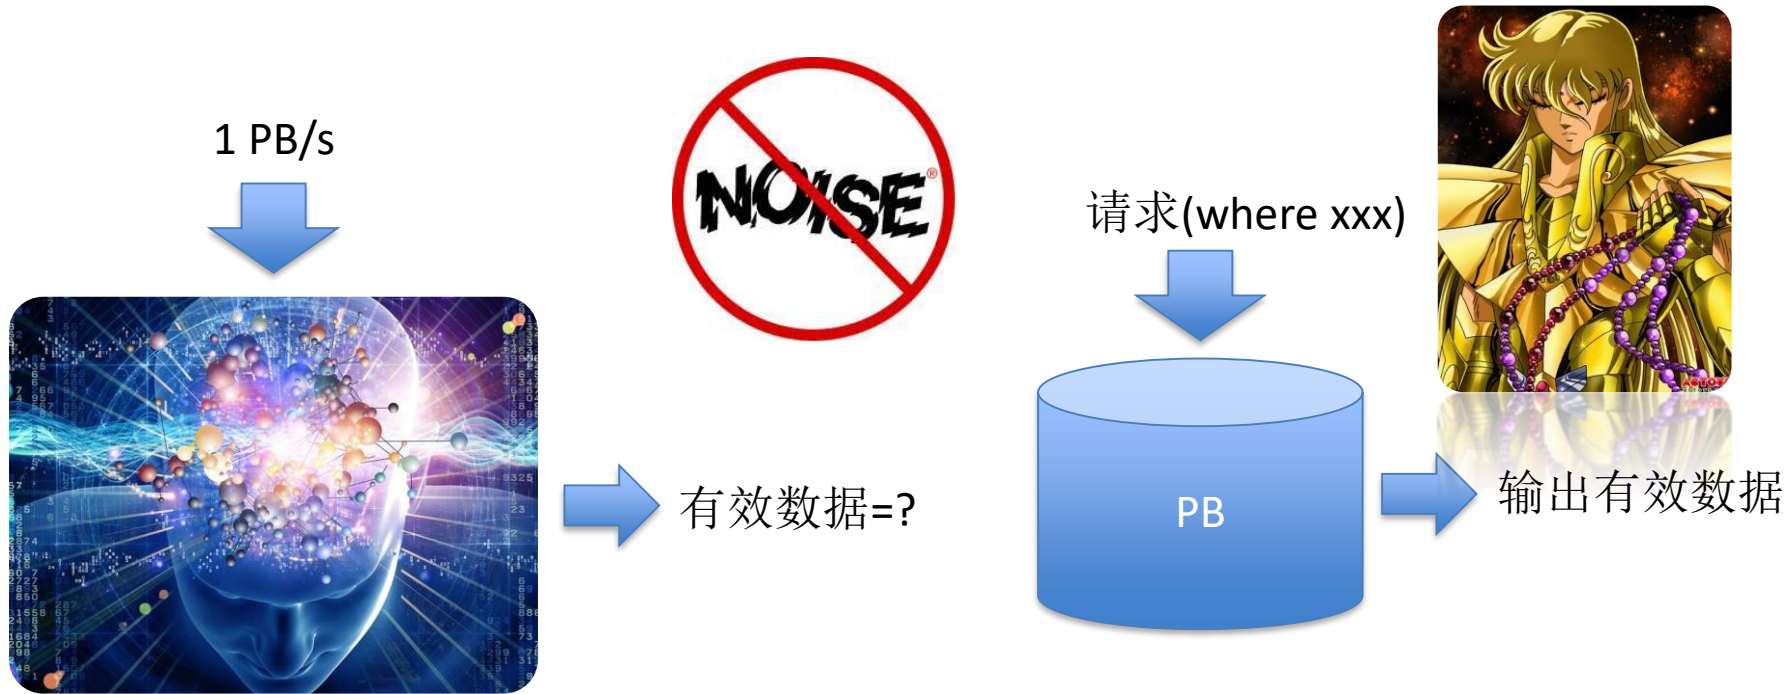 1 PB/s
NOISE®
请求(where xxx)
有效数据=?
PB
输出有效数据